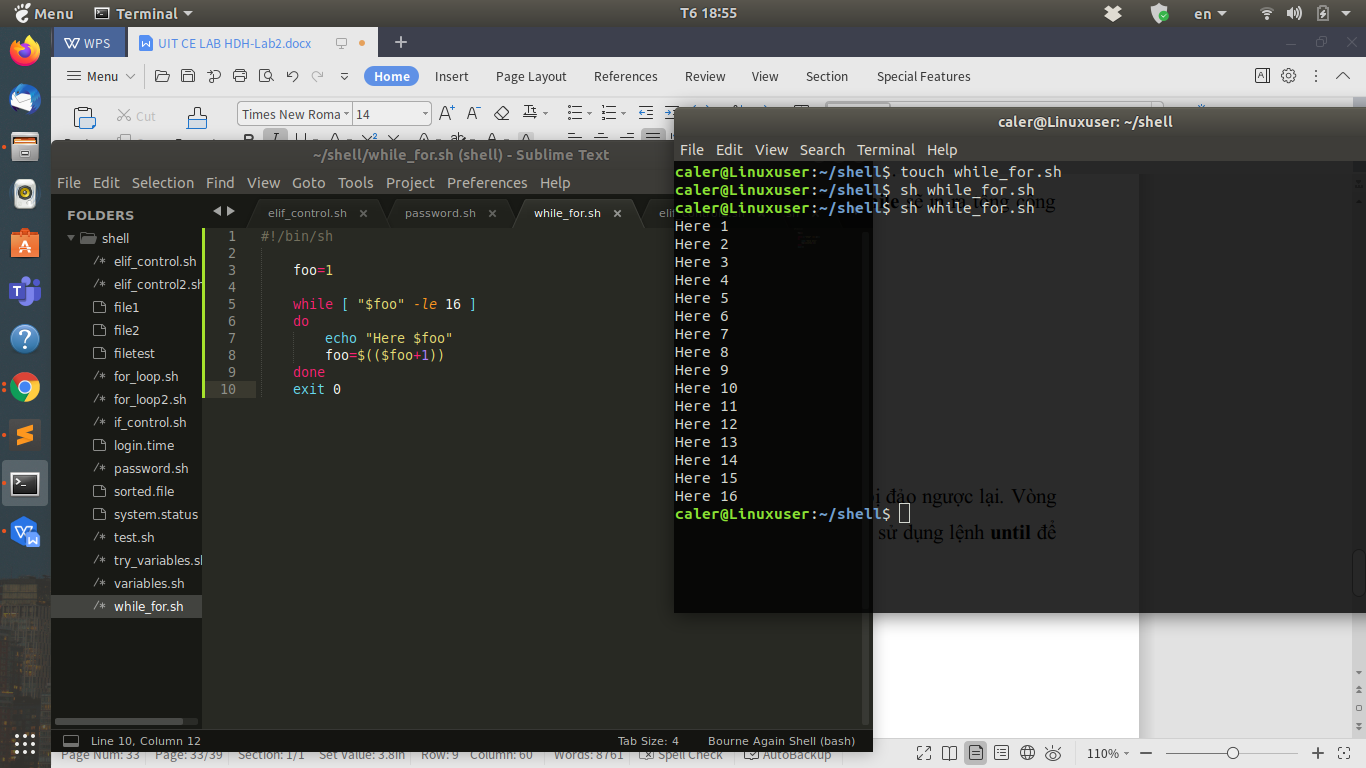 Menu Terminal T6 18:55 en
WPS UIT CE LAB HDH-Lab2.docx
Menu Home Insert Page Layout References Review View Section Special Features
Cut Times New Roma 14
caler@Linuxuser: ~/shell
File Edit View Search Terminal Help
caler@Linuxuser:~/shell$ touch while_for.sh
caler@Linuxuser:~/shell$ sh while_for.sh
caler@Linuxuser:~/shell$ sh while_for.sh
Here 1
Here 2
Here 3
Here 4
Here 5
Here 6
Here 7
Here 8
Here 9
Here 10
Here 11
Here 12
Here 13
Here 14
Here 15
Here 16
caler@Linuxuser:~/shell$
đảo ngược lại. Vòng
sử dụng lệnh until để
~/shell/while_for.sh (shell) - Sublime Text
File Edit Selection Find View Goto Tools Project Preferences Help
FOLDERS
shell
/* elif_control.sh
/* elif_control2.sh
file1
file2
filetest
/* for_loop.sh
/* for_loop2.sh
/* if_control.sh
login.time
/* password.sh
sorted.file
system.status
/* test.sh
/* try_variables.sl
/* variables.sh
/* while_for.sh
elif_control.sh × password.sh × while_for.sh × eli
1 #!/bin/sh
2
3 foo=1
4
5 while [ "$foo" -le 16 ]
6 do
7 echo "Here $foo"
8 foo=$(($foo+1))
9 done
10 exit 0
Line 10, Column 12 Tab Size: 4 Bourne Again Shell (bash)
Page Num: 33 Page: 33/39 Section: 1/1 Set Value: 3.8in Row: 9 Column: 60 Words: 8761 Spell Check AutoBackup 110%